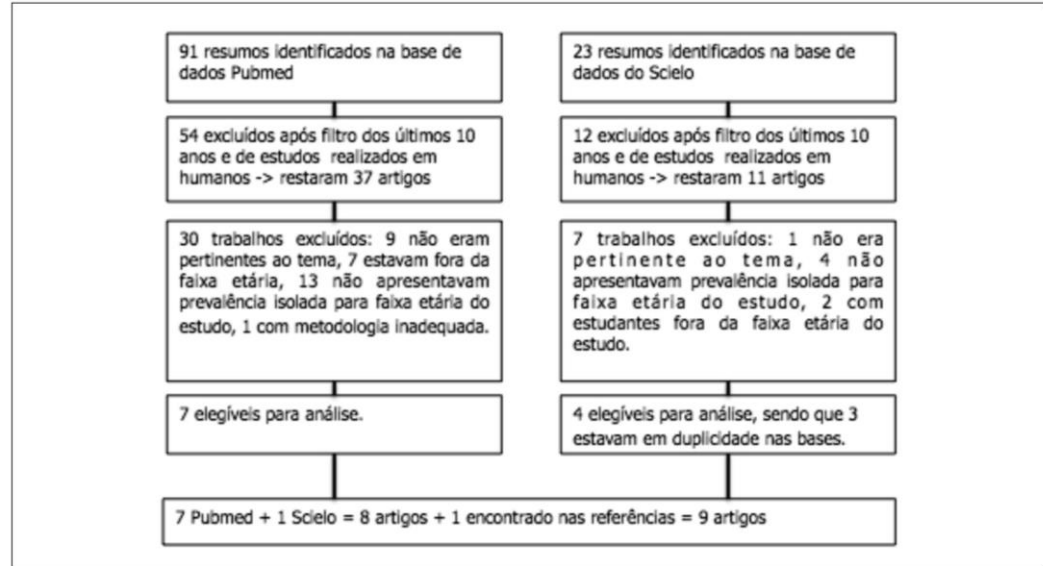 91 resumos identificados na base de
dados Pubmed
23 resumos identificados na base de
dados do Scielo
54 excluídos após filtro dos últimos 10
anos e de estudos realizados em
humanos -> restaram 37 artigos
12 excluídos após filtro dos últimos 10
anos e de estudos realizados em
humanos -> restaram 11 artigos
30 trabalhos excluídos: 9 não eram
pertinentes ao tema, 7 estavam fora da
faixa etária, 13 não apresentavam
prevalência isolada para faixa etária do
estudo, 1 com metodologia inadequada.
7 trabalhos excluídos: 1 não era
pertinente ao tema, 4 não
apresentavam prevalência isolada para
faixa etária do estudo, 2 com
estudantes fora da faixa etária do
estudo.
7 elegíveis para análise.
4 elegíveis para análise, sendo que 3
estavam em duplicidade nas bases.
7 Pubmed + 1 Scielo = 8 artigos + 1 encontrado nas referências = 9 artigos